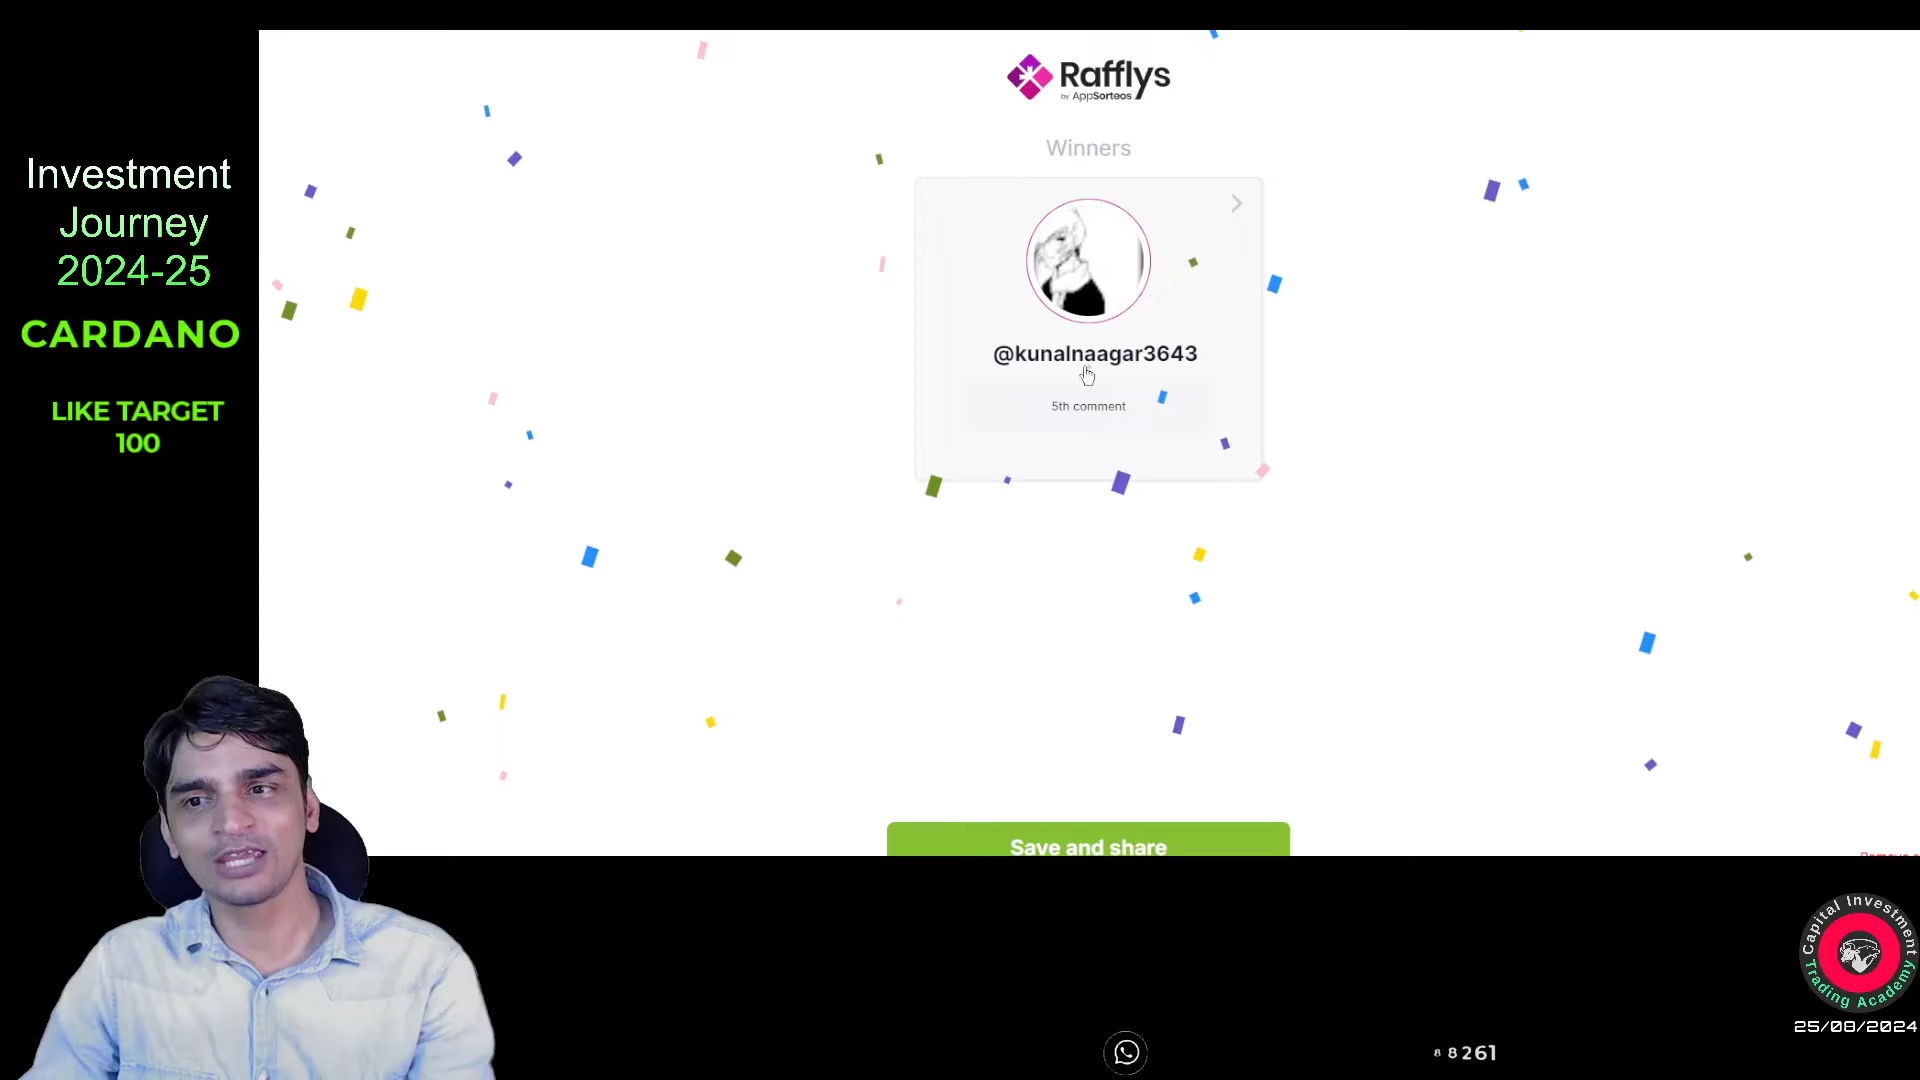 Rafflys
by AppSorteos
Winners
@kunalnaagar3643
5th comment
Save and share
Investment
Journey
2024-25
CARDANO
LIKE TARGET
100
Capital Investment
Trading Academy
25/08/2024
8 8261